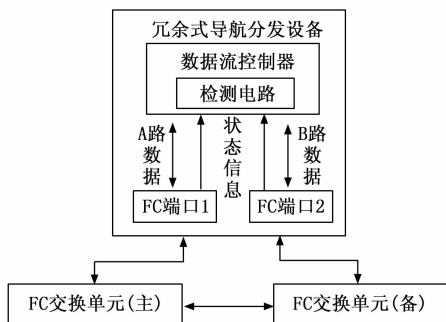 冗余式导航分发设备
数据流控制器
检测电路
A路
数据
状态信息
B路
数据
FC端口1
FC端口2
FC交换单元(主)
FC交换单元(备)